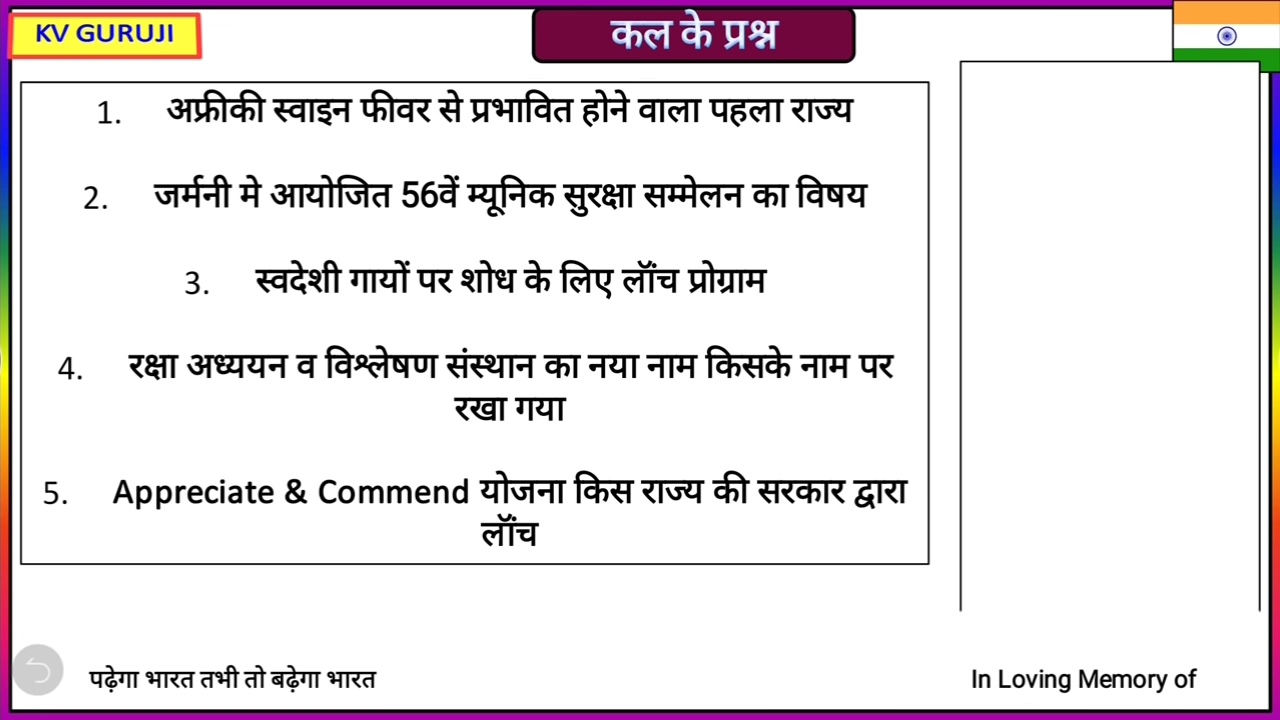 KV GURUJI
कल के प्रश्न
1. अफ्रीकी स्वाइन फीवर से प्रभावित होने वाला पहला राज्य
2. जर्मनी मे आयोजित 56वें म्यूनिक सुरक्षा सम्मेलन का विषय
3. स्वदेशी गायों पर शोध के लिए लॉंच प्रोग्राम
4. रक्षा अध्ययन व विश्लेषण संस्थान का नया नाम किसके नाम पर
रखा गया
5. Appreciate & Commend योजना किस राज्य की सरकार द्वारा
लॉंच
पढ़ेगा भारत तभी तो बढ़ेगा भारत
In Loving Memory of